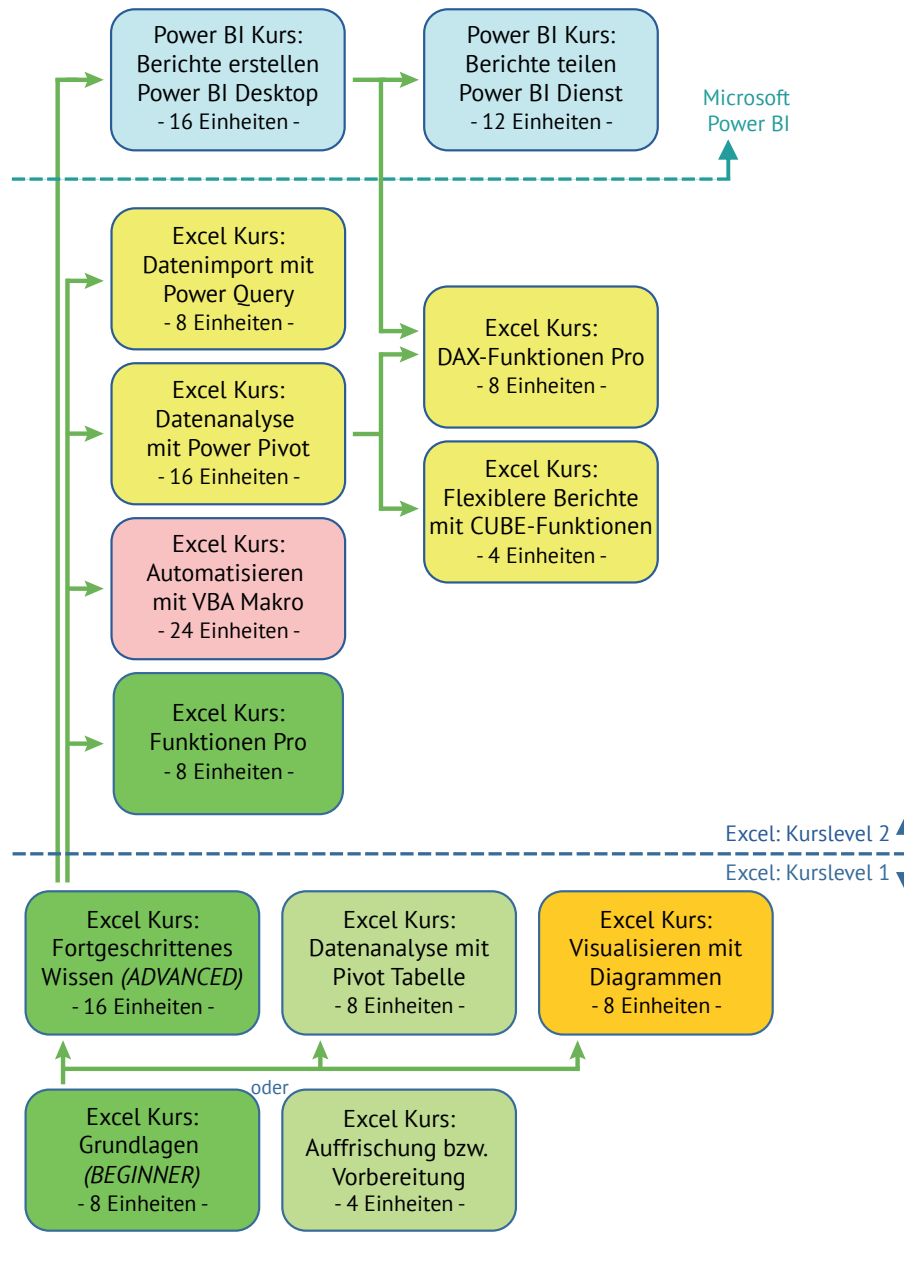 Power BI Kurs:
Berichte erstellen
Power BI Desktop
- 16 Einheiten -
Power BI Kurs:
Berichte teilen
Power BI Dienst
- 12 Einheiten -
Microsoft
Power BI
Excel Kurs:
Datenimport mit
Power Query
- 8 Einheiten -
Excel Kurs:
DAX-Funktionen Pro
- 8 Einheiten -
Excel Kurs:
Datenanalyse
mit Power Pivot
- 16 Einheiten -
Excel Kurs:
Flexiblere Berichte
mit CUBE-Funktionen
- 4 Einheiten -
Excel Kurs:
Automatisieren
mit VBA Makro
- 24 Einheiten -
Excel Kurs:
Funktionen Pro
- 8 Einheiten -
Excel: Kurslevel 2
Excel: Kurslevel 1
Excel Kurs:
Fortgeschrittenes
Wissen (ADVANCED)
- 16 Einheiten -
Excel Kurs:
Datenanalyse mit
Pivot Tabelle
- 8 Einheiten -
Excel Kurs:
Visualisieren mit
Diagrammen
- 8 Einheiten -
oder
Excel Kurs:
Grundlagen
(BEGINNER)
- 8 Einheiten -
Excel Kurs:
Auffrischung bzw.
Vorbereitung
- 4 Einheiten -